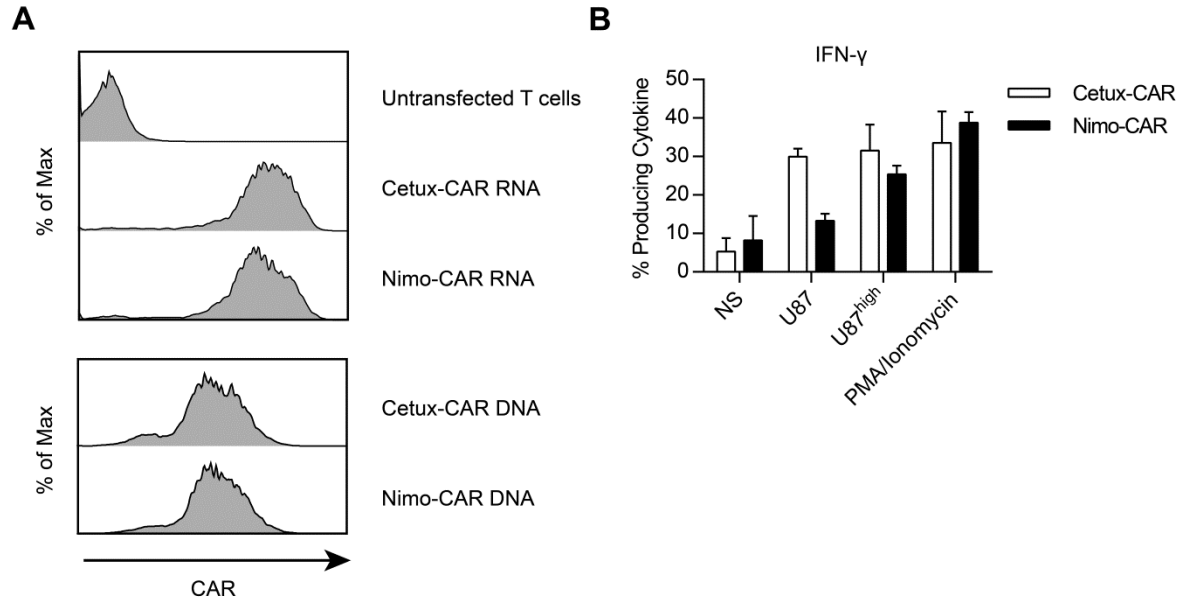 A
% of Max
Untransfected T cells
Cetux-CAR RNA
Nimo-CAR RNA
% of Max
Cetux-CAR DNA
Nimo-CAR DNA
CAR
B
IFN-γ
% Producing Cytokine
50
40
30
20
10
0
NS
U87
U87high
PMA/Ionomycin
Cetux-CAR
Nimo-CAR